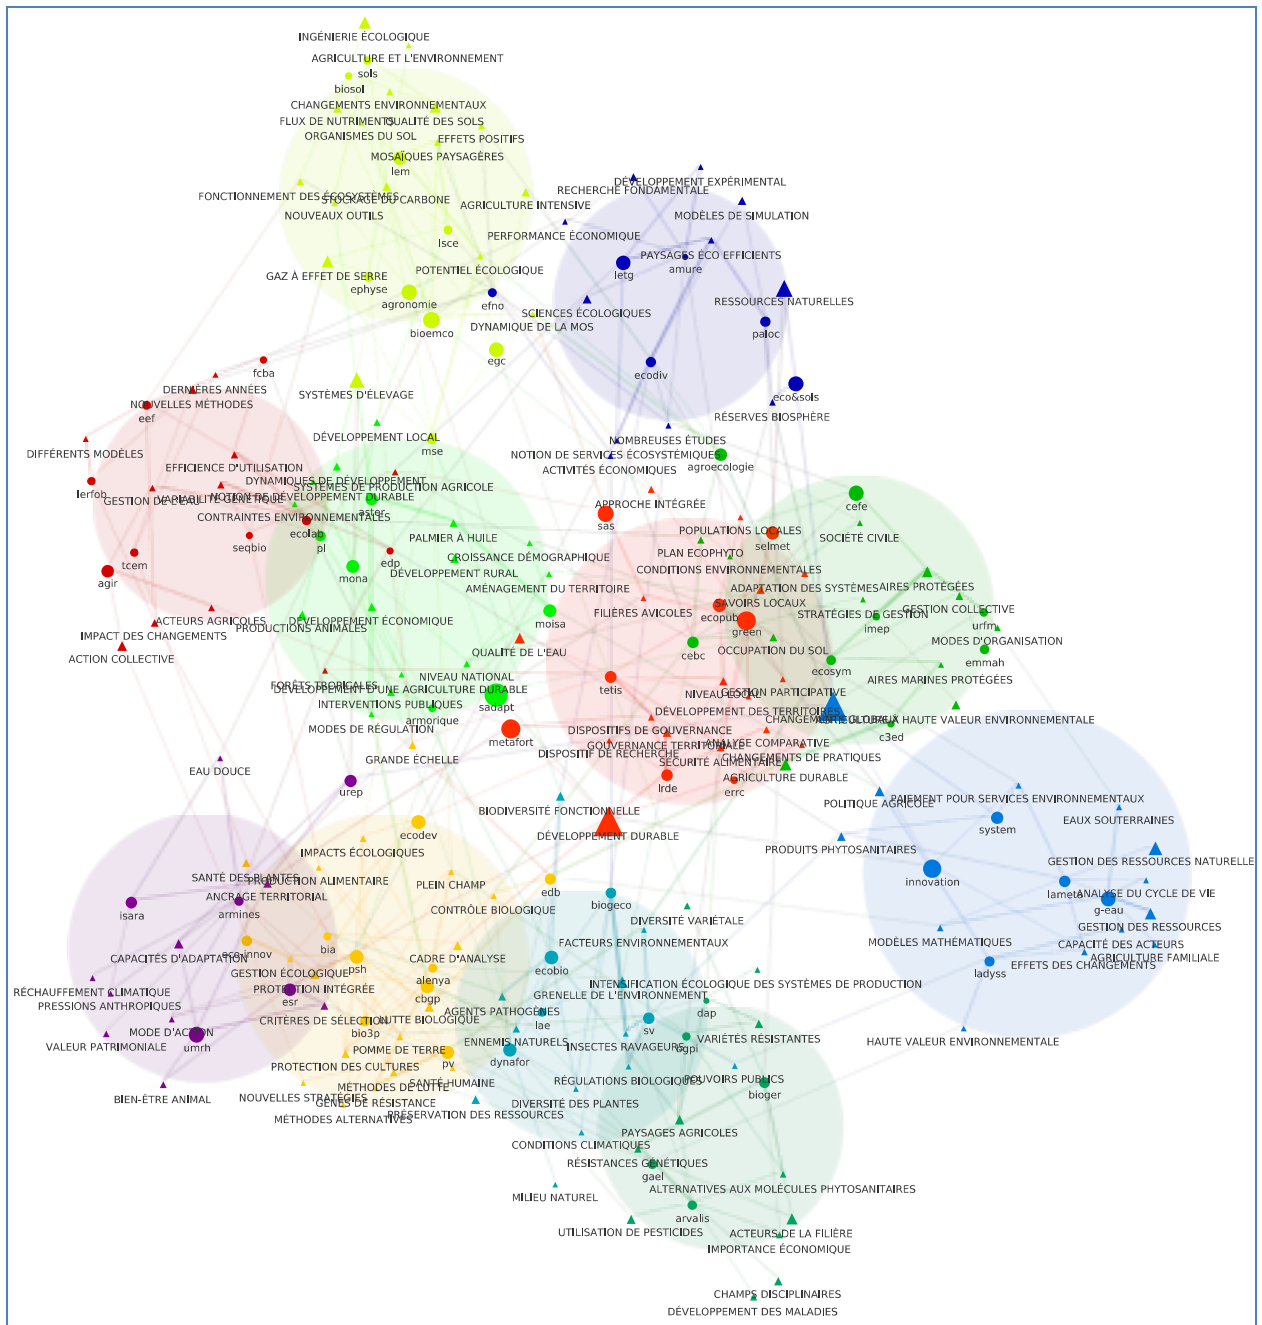 INGÉNIERIE ÉCOLOGIQUE
AGRICULTURE ET L'ENVIRONNEMENT
sols
biosol
CHANGEMENTS ENVIRONNEMENTAUX
FLUX DE NUTRIMENTS
QUALITÉ DES SOLS
ORGANISMES DU SOL
EFFETS POSITIFS
MOSAÏQUES PAYSAGÈRES
lem
FONCTIONNEMENT DES ÉCOSYSTÈMES
STOCKAGE DU CARBONE
AGRICULTURE INTENSIVE
NOUVEAUX OUTILS
lsce
POTENTIEL ÉCOLOGIQUE
GAZ À EFFET DE SERRE
ephyse
agronomie
efno
DYNAMIQUE DE LA MOS
bioemco
egc
SYSTÈMES D'ÉLEVAGE
mse
DÉVELOPPEMENT EXPÉRIMENTAL
RECHERCHE FONDAMENTALE
MODÈLES DE SIMULATION
PERFORMANCE ÉCONOMIQUE
PAYSAGES ÉCO EFFICIENTS
amure
letg
RESSOURCES NATURELLES
SCIENCES ÉCOLOGIQUES
paloc
ecodiv
eco&sols
RÉSERVES BIOSPHÈRE
NOMBREUSES ÉTUDES
NOTION DE SERVICES ÉCOSYSTÉMIQUES
ACTIVITÉS ÉCONOMIQUES
agroecologie
fcba
DERNIÈRES ANNÉES
NOUVELLES MÉTHODES
eef
DIFFÉRENTS MODÈLES
EFFICIENCE D'UTILISATION
lerfob
GESTION DE L'EAU
VARIABILITÉ GÉNÉTIQUE
CONTRAINTES ENVIRONNEMENTALES
ecolab
seqbio
tcem
agir
edp
ACTEURS AGRICOLES
IMPACT DES CHANGEMENTS
ACTION COLLECTIVE
FORÊTS TROPICALES
DÉVELOPPEMENT LOCAL
DYNAMIQUES DE DÉVELOPPEMENT
SYSTÈMES DE PRODUCTION AGRICOLE
NOTION DE DÉVELOPPEMENT DURABLE
aster
PALMIER À HUILE
pl
CROISSANCE DÉMOGRAPHIQUE
mona
DÉVELOPPEMENT RURAL
AMÉNAGEMENT DU TERRITOIRE
moisa
DÉVELOPPEMENT ÉCONOMIQUE
PRODUCTIONS ANIMALES
NIVEAU NATIONAL
DÉVELOPPEMENT D'UNE AGRICULTURE DURABLE
INTERVENTIONS PUBLIQUES
sadapt
armorique
MODES DE RÉGULATION
APPROCHE INTÉGRÉE
sas
POPULATIONS LOCALES
selmet
PLAN ECOPHYTO
CONDITIONS ENVIRONNEMENTALES
ADAPTATION DES SYSTÈMES
SAVOIRS LOCAUX
FILIÈRES AVICOLES
ecopub
green
QUALITÉ DE L'EAU
cebc
OCCUPATION DU SOL
tetis
NIVEAU LOCAL
GESTION PARTICIPATIVE
DÉVELOPPEMENT DES TERRITOIRES
metafort
DISPOSITIFS DE GOUVERNANCE
GOUVERNANCE TERRITORIALE
ANALYSE COMPARATIVE
DISPOSITIF DE RECHERCHE
SÉCURITÉ ALIMENTAIRE
CHANGEMENTS DE PRATIQUES
lrde
errc
AGRICULTURE DURABLE
DÉVELOPPEMENT DURABLE
cefe
SOCIÉTÉ CIVILE
AIRES PROTÉGÉES
STRATÉGIES DE GESTION
GESTION COLLECTIVE
imep
urfm
MODES D'ORGANISATION
emmah
ecosym
AIRES MARINES PROTÉGÉES
CHANGEMENTS GLOBAUX
AGRICULTURE À HAUTE VALEUR ENVIRONNEMENTALE
c3ed
POLITIQUE AGRICOLE
PAIEMENT POUR SERVICES ENVIRONNEMENTAUX
EAUX SOUTERRAINES
system
PRODUITS PHYTOSANITAIRES
GESTION DES RESSOURCES NATURELLE
innovation
lameta
ANALYSE DU CYCLE DE VIE
g-eau
GESTION DES RESSOURCES
MODÈLES MATHÉMATIQUES
CAPACITÉ DES ACTEURS
AGRICULTURE FAMILIALE
ladyss
EFFETS DES CHANGEMENTS
HAUTE VALEUR ENVIRONNEMENTALE
EAU DOUCE
urep
SANTÉ DES PLANTES
ANCRAGE TERRITORIAL
isara
armines
CAPACITÉS D'ADAPTATION
RÉCHAUFFEMENT CLIMATIQUE
PRESSIONS ANTHROPIQUES
esr
MODE D'ACTION
VALEUR PATRIMONIALE
umrh
CRITÈRES DE SÉLECTION
BIEN-ÊTRE ANIMAL
GRANDE ÉCHELLE
ecodev
IMPACTS ÉCOLOGIQUES
PRODUCTION ALIMENTAIRE
PLEIN CHAMP
edb
CONTRÔLE BIOLOGIQUE
bia
eco-innov
psh
CADRE D'ANALYSE
GESTION ÉCOLOGIQUE
alenya
PROTECTION INTÉGRÉE
cbgp
LUTTE BIOLOGIQUE
bio3p
POMME DE TERRE
pv
PROTECTION DES CULTURES
SANTÉ HUMAINE
MÉTHODES DE LUTTE
NOUVELLES STRATÉGIES
GÈNES DE RÉSISTANCE
MÉTHODES ALTERNATIVES
BIODIVERSITÉ FONCTIONNELLE
biogeco
FACTEURS ENVIRONNEMENTAUX
ecobio
INTENSIFICATION ÉCOLOGIQUE DES SYSTÈMES DE PRODUCTION
GRENELLE DE L'ENVIRONNEMENT
AGENTS PATHOGÈNES
lae
sv
ENNEMIS NATURELS
INSECTES RAVAGEURS
dynafor
RÉGULATIONS BIOLOGIQUES
POUVOIRS PUBLICS
PRÉSERVATION DES RESSOURCES
DIVERSITÉ DES PLANTES
CONDITIONS CLIMATIQUES
MILIEU NATUREL
DIVERSITÉ VARIÉTALE
dap
VARIÉTÉS RÉSISTANTES
ogpi
bioger
PAYSAGES AGRICOLES
RÉSISTANCES GÉNÉTIQUES
gael
ALTERNATIVES AUX MOLÉCULES PHYTOSANITAIRES
arvalis
UTILISATION DE PESTICIDES
ACTEURS DE LA FILIÈRE
IMPORTANCE ÉCONOMIQUE
CHAMPS DISCIPLINAIRES
DÉVELOPPEMENT DES MALADIES